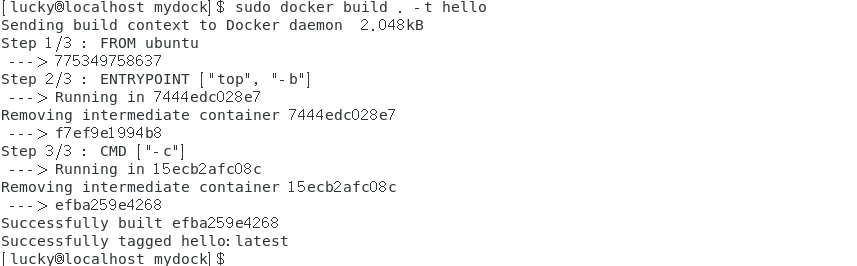 [lucky@localhost mydock]$ sudo docker build . -t hello
Sending build context to Docker daemon  2.048kB
Step 1/3 : FROM ubuntu
 ---> 775349758637
Step 2/3 : ENTRYPOINT ["top", "-b"]
 ---> Running in 7444edc028e7
Removing intermediate container 7444edc028e7
 ---> f7ef9e1994b8
Step 3/3 : CMD ["-c"]
 ---> Running in 15ecb2afc08c
Removing intermediate container 15ecb2afc08c
 ---> efba259e4268
Successfully built efba259e4268
Successfully tagged hello:latest
[lucky@localhost mydock]$